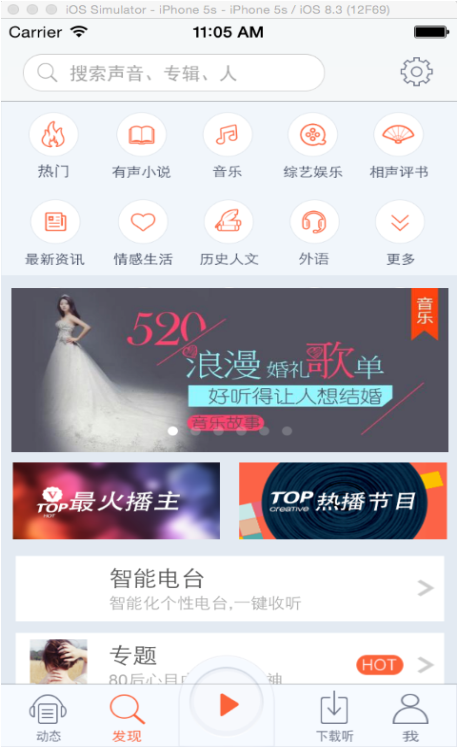 iOS Simulator - iPhone 5s - iPhone 5s / iOS 8.3 (12F69)
Carrier 11:05 AM
搜索声音、专辑、人
热门 有声小说 音乐 综艺娱乐 相声评书
最新资讯 情感生活 历史人文 外语 更多
音乐
520
浪漫 婚礼 歌单
好听得让人想结婚
音乐故事
TOP 最火播主
HOT
TOP 热播节目
creative
智能电台
智能化个性电台,一键收听
专题
HOT
80后心目 神
动态 发现 下载听 我